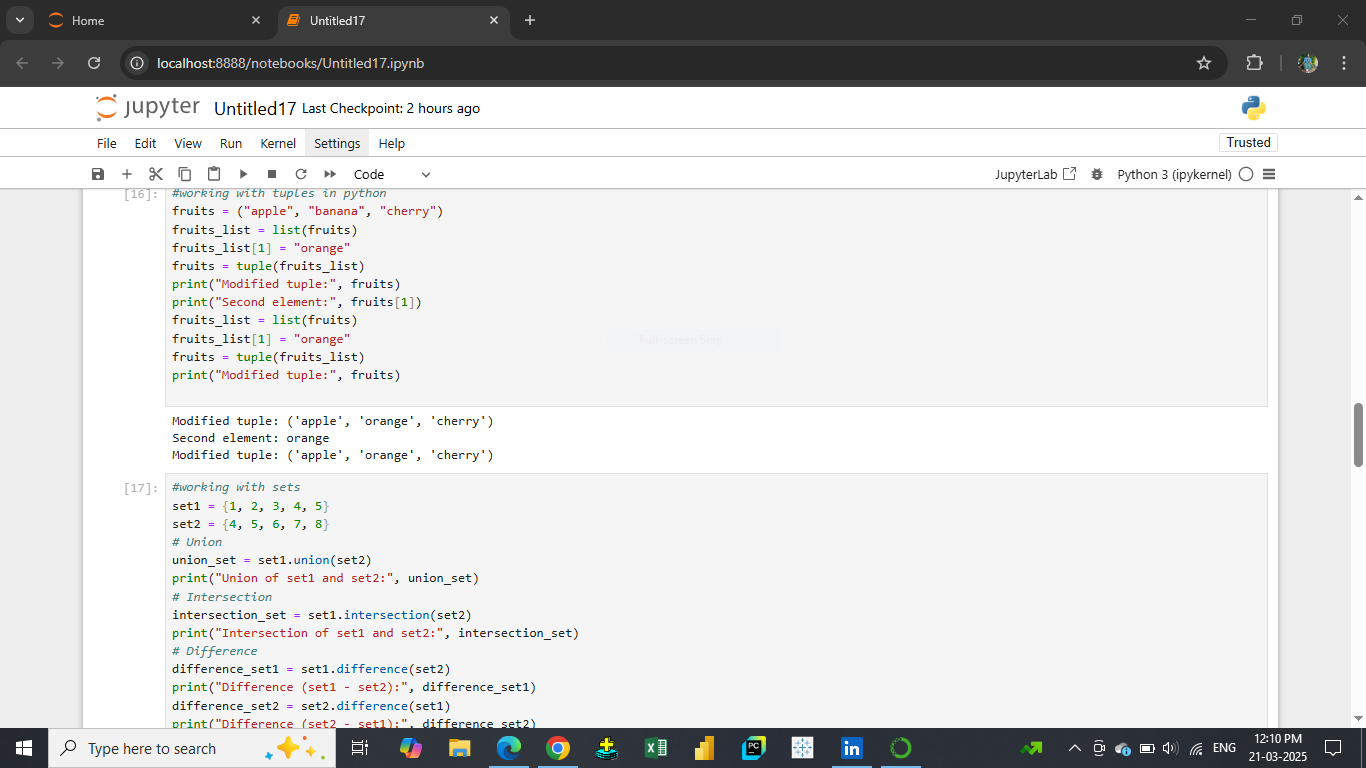 Home
Untitled17
localhost:8888/notebooks/Untitled17.ipynb
jupyter Untitled17 Last Checkpoint: 2 hours ago
File Edit View Run Kernel Settings Help
Trusted
Code
JupyterLab
Python 3 (ipykernel)
[16]:
#working with tuples in python
fruits = ("apple", "banana", "cherry")
fruits_list = list(fruits)
fruits_list[1] = "orange"
fruits = tuple(fruits_list)
print("Modified tuple:", fruits)
print("Second element:", fruits[1])
fruits_list = list(fruits)
fruits_list[1] = "orange"
fruits = tuple(fruits_list)
print("Modified tuple:", fruits)
Full-screen Snip
Modified tuple: ('apple', 'orange', 'cherry')
Second element: orange
Modified tuple: ('apple', 'orange', 'cherry')
[17]:
#working with sets
set1 = {1, 2, 3, 4, 5}
set2 = {4, 5, 6, 7, 8}
# Union
union_set = set1.union(set2)
print("Union of set1 and set2:", union_set)
# Intersection
intersection_set = set1.intersection(set2)
print("Intersection of set1 and set2:", intersection_set)
# Difference
difference_set1 = set1.difference(set2)
print("Difference (set1 - set2):", difference_set1)
difference_set2 = set2.difference(set1)
print("Difference (set2 - set1):", difference_set2)
Type here to search
PC
in
ENG
12:10 PM
21-03-2025